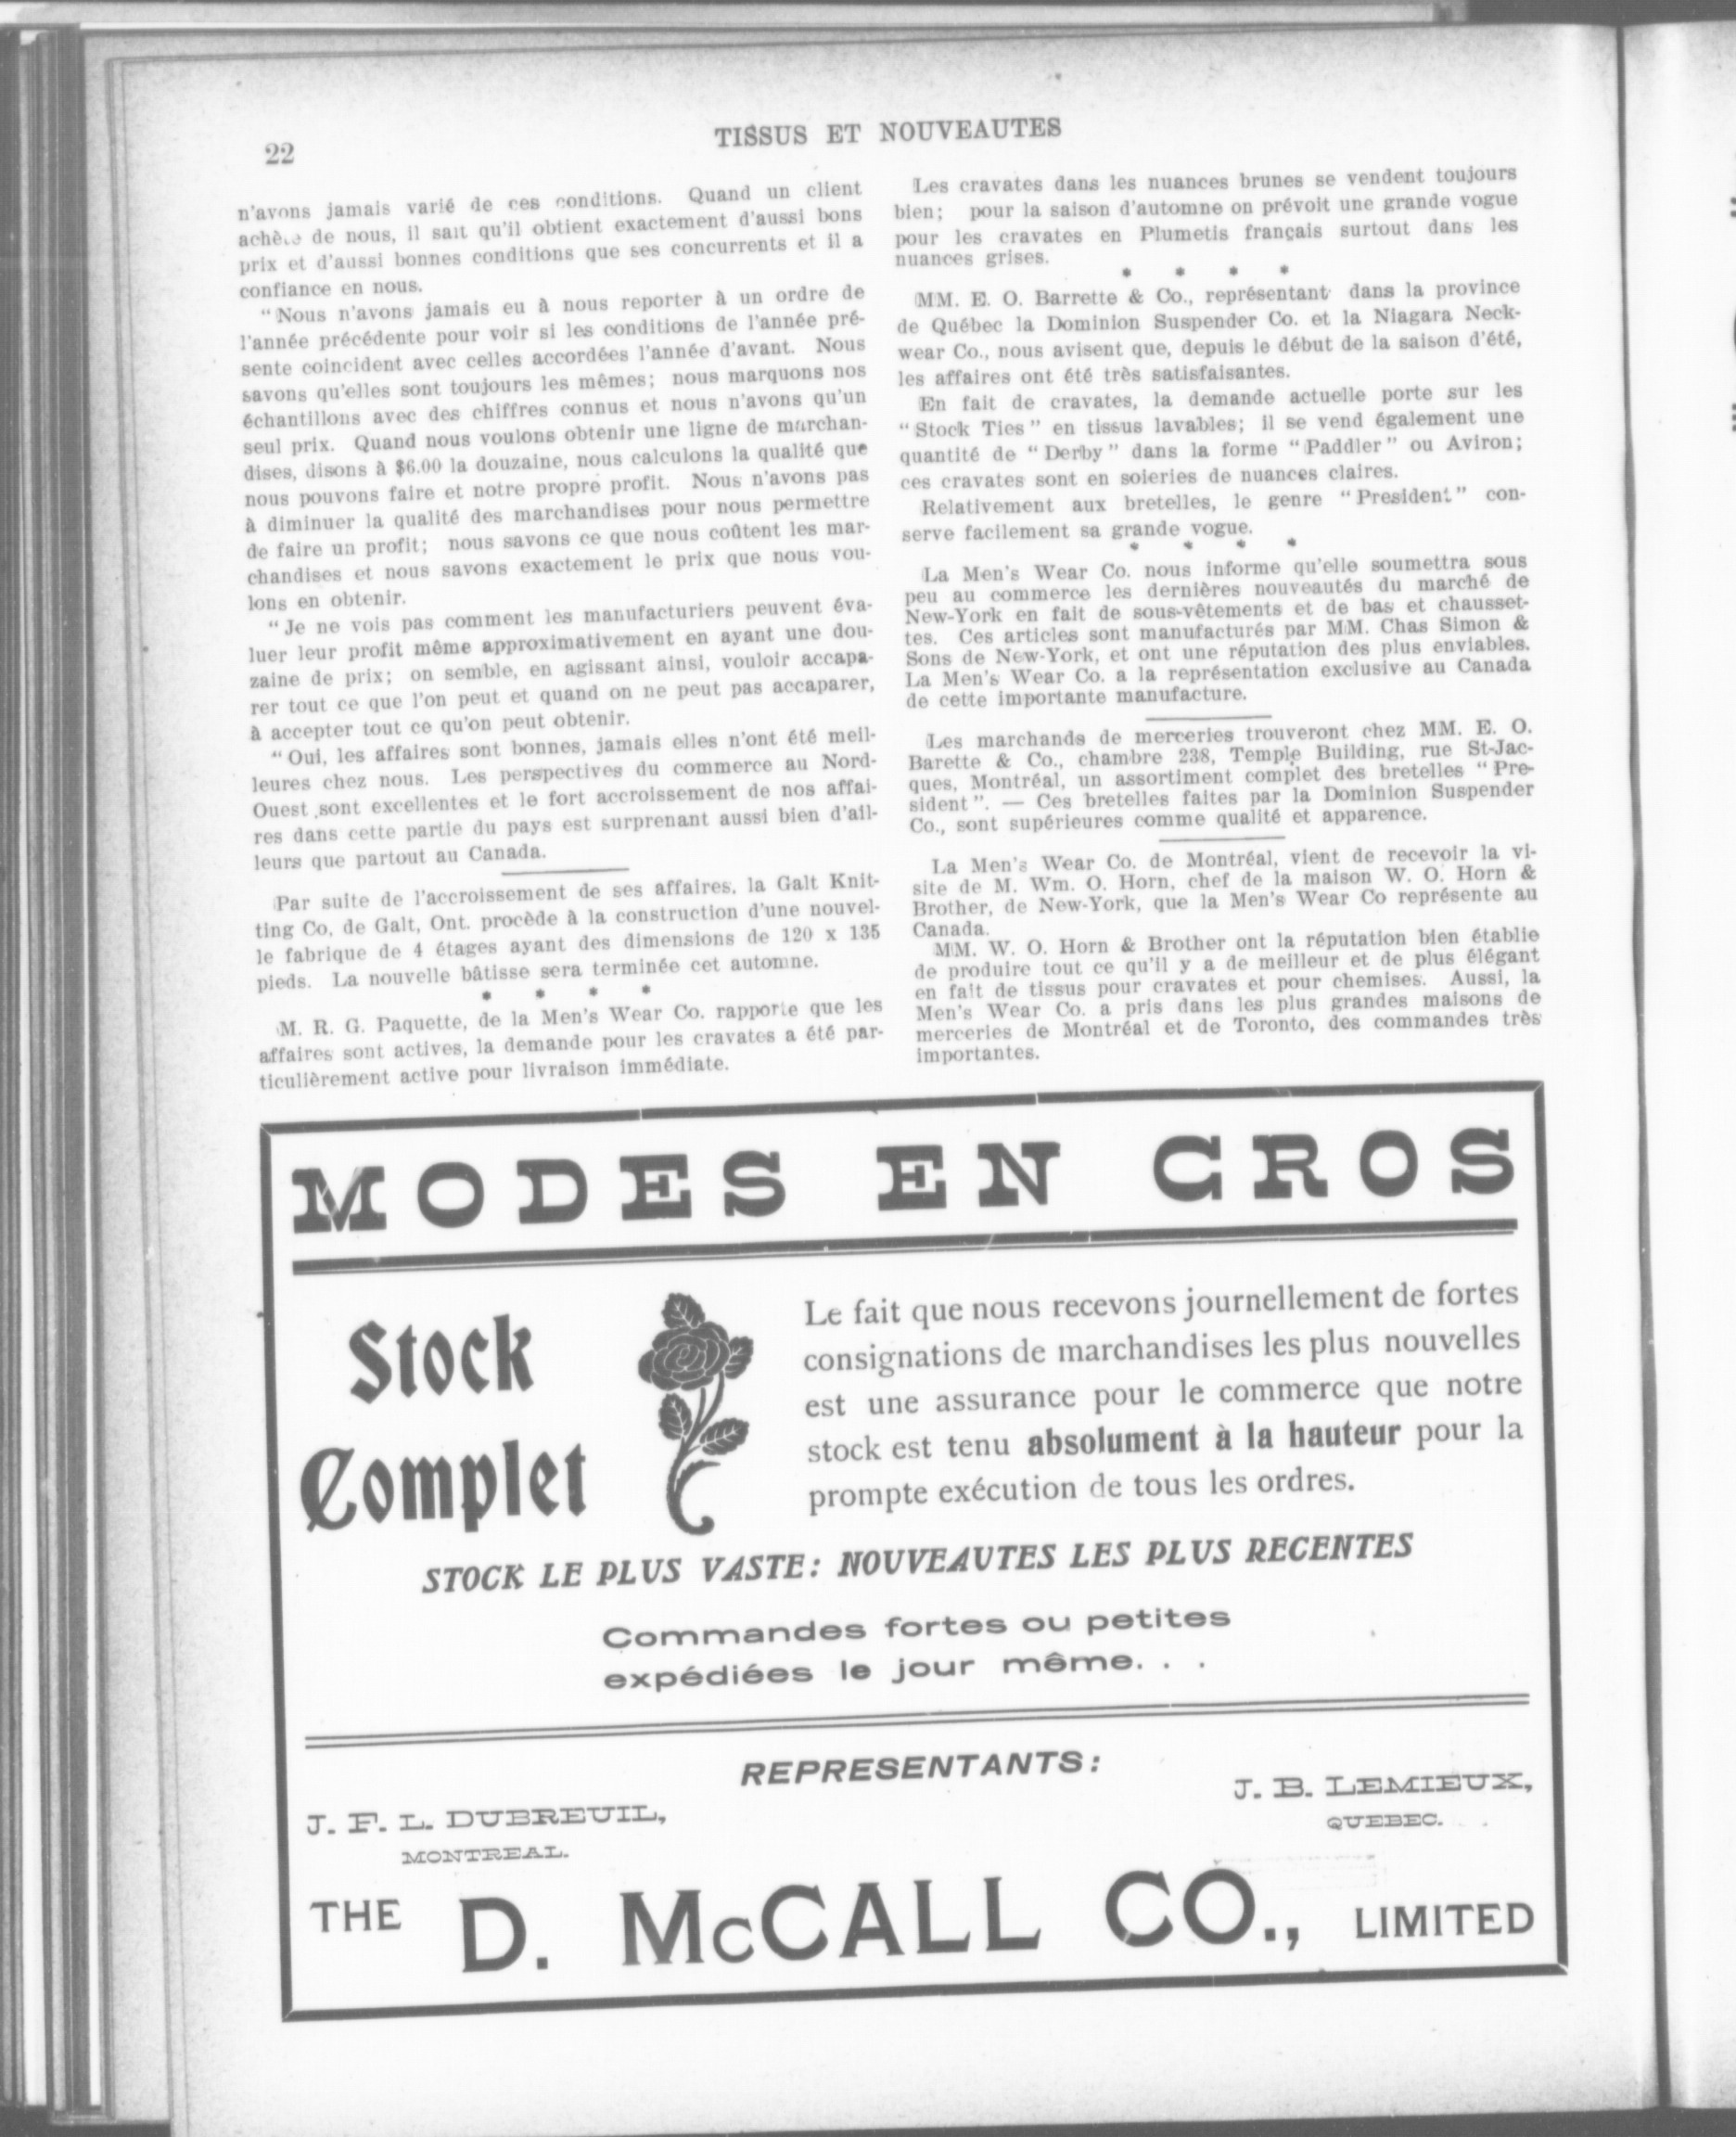 22
TISSUS ET NOUVEAUTES
n'avons jamais varié de ces conditions. Quand un client
achète de nous, il sait qu'il obtient exactement d'aussi bons
prix et d'aussi bonnes conditions que ses concurrents et il a
confiance en nous.
“Nous n'avons jamais eu à nous reporter à un ordre de
l'année précédente pour voir si les conditions de l'année pré-
sente coincident avec celles accordées l'année d'avant. Nous
savons qu'elles sont toujours les mêmes; nous marquons nos
échantillons avec des chiffres connus et nous n'avons qu'un
seul prix. Quand nous voulons obtenir une ligne de marchan-
dises, disons à $6.00 la douzaine, nous calculons la qualité que
nous pouvons faire et notre propre profit. Nous n'avons pas
à diminuer la qualité des marchandises pour nous permettre
de faire un profit; nous savons ce que nous coûtent les mar-
chandises et nous savons exactement le prix que nous vou-
lons en obtenir.
“Je ne vois pas comment les manufacturiers peuvent éva-
luer leur profit même approximativement en ayant une dou-
zaine de prix; on semble, en agissant ainsi, vouloir accapa-
rer tout ce que l'on peut et quand on ne peut pas accaparer,
à accepter tout ce qu'on peut obtenir.
“Oui, les affaires sont bonnes, jamais elles n'ont été meil-
leures chez nous. Les perspectives du commerce au Nord-
Ouest sont excellentes et le fort accroissement de nos affai-
res dans cette partie du pays est surprenant aussi bien d'ail-
leurs que partout au Canada.
Par suite de l'accroissement de ses affaires, la Galt Knit-
ting Co, de Galt, Ont. procède à la construction d'une nouvel-
le fabrique de 4 étages ayant des dimensions de 120 x 135
pieds. La nouvelle bâtisse sera terminée cet automne.
* * * *
M. R. G. Paquette, de la Men's Wear Co. rapporte que les
affaires sont actives, la demande pour les cravates a été par-
ticulièrement active pour livraison immédiate.
Les cravates dans les nuances brunes se vendent toujours
bien; pour la saison d'automne on prévoit une grande vogue
pour les cravates en Plumetis français surtout dans les
nuances grises.
* * * *
MM. E. O. Barrette & Co., représentant dans la province
de Québec la Dominion Suspender Co. et la Niagara Neck-
wear Co., nous avisent que, depuis le début de la saison d'été,
les affaires ont été très satisfaisantes.
En fait de cravates, la demande actuelle porte sur les
“Stock Ties” en tissus lavables; il se vend également une
quantité de “Derby” dans la forme “Paddler” ou Aviron;
ces cravates sont en soieries de nuances claires.
Relativement aux bretelles, le genre “President” con-
serve facilement sa grande vogue.
* * * *
La Men's Wear Co. nous informe qu'elle soumettra sous
peu au commerce les dernières nouveautés du marché de
New-York en fait de sous-vêtements et de bas et chausset-
tes. Ces articles sont manufacturés par MM. Chas Simon &
Sons de New-York, et ont une réputation des plus enviables.
La Men's Wear Co. a la représentation exclusive au Canada
de cette importante manufacture.
Les marchands de merceries trouveront chez MM. E. O.
Barette & Co., chambre 238, Temple Building, rue St-Jac-
ques, Montréal, un assortiment complet des bretelles “Pre-
sident”. — Ces bretelles faites par la Dominion Suspender
Co., sont supérieures comme qualité et apparence.
La Men's Wear Co. de Montréal, vient de recevoir la vi-
site de M. Wm. O. Horn, chef de la maison W. O. Horn &
Brother, de New-York, que la Men's Wear Co représente au
Canada.
MM. W. O. Horn & Brother ont la réputation bien établie
de produire tout ce qu'il y a de meilleur et de plus élégant
en fait de tissus pour cravates et pour chemises. Aussi, la
Men's Wear Co. a pris dans les plus grandes maisons de
merceries de Montréal et de Toronto, des commandes très
importantes.
MODES EN GROS
Stock
Complet
Le fait que nous recevons journellement de fortes
consignations de marchandises les plus nouvelles
est une assurance pour le commerce que notre
stock est tenu absolument à la hauteur pour la
prompte exécution de tous les ordres.
STOCK LE PLUS VASTE: NOUVEAUTES LES PLUS RECENTES
Commandes fortes ou petites
expédiées le jour même. . .
REPRESENTANTS:
J. F. L. DUBREUIL,
MONTREAL.
J. B. LEMIEUX,
QUEBEC.
THE D. McCALL CO., LIMITED